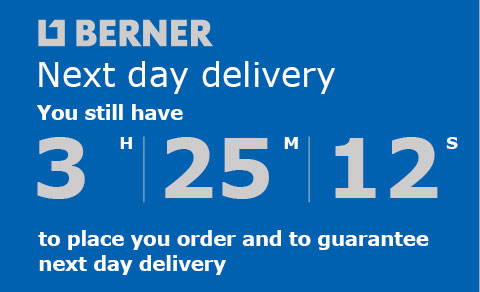 BERNER
Next day delivery
You still have
3 H 25 M 12 S
to place you order and to guarantee
next day delivery